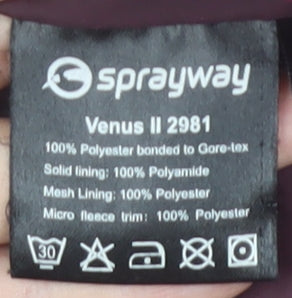 sprayway
Venus II 2981
100% Polyester bonded to Gore-tex
Solid lining: 100% Polyamide
Mesh Lining: 100% Polyester
Micro fleece trim: 100% Polyester
30